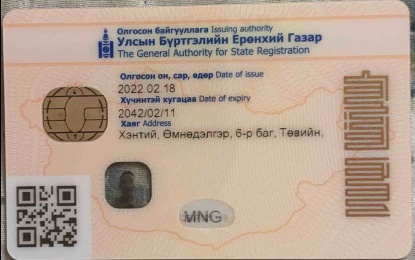 Олгосон байгууллага Issuing authority
Улсын Бүртгэлийн Ерөнхий Газар
The General Authority for State Registration
Олгосон он, сар, өдөр Date of issue
2022 02 18
Хүчинтэй хугацаа Date of expiry
2042/02/11
Хаяг Address
Хэнтий, Өмнөдэлгэр, 6-р баг, Төвийн,
MNG